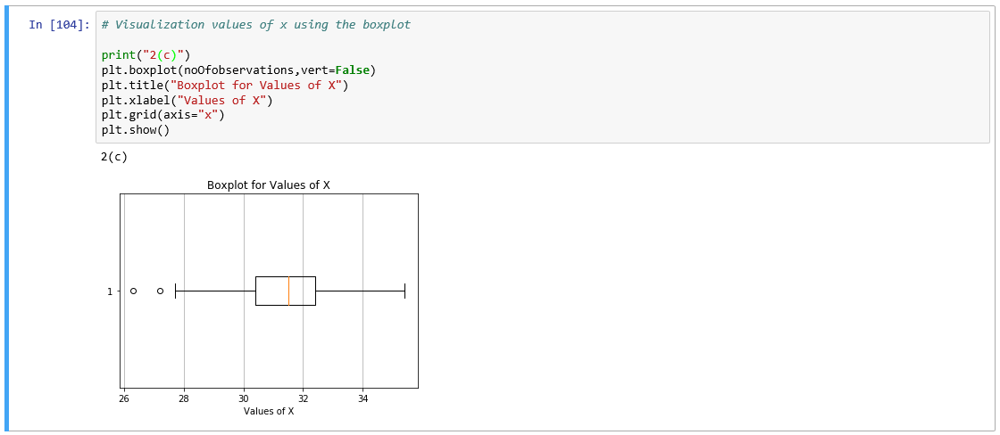 In [104]: # Visualization values of x using the boxplot
print("2(c)")
plt.boxplot(noOfobservations,vert=False)
plt.title("Boxplot for Values of X")
plt.xlabel("Values of X")
plt.grid(axis="x")
plt.show()
2(c)
Boxplot for Values of X
1
26 28 30 32 34
Values of X